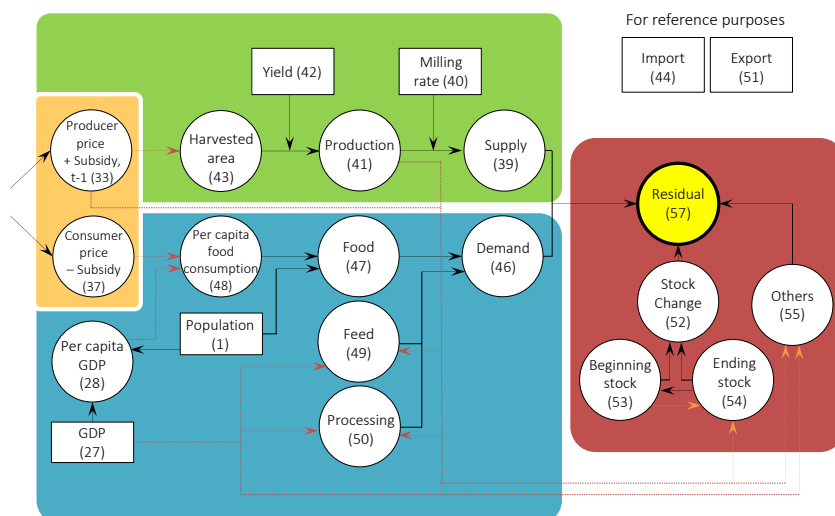 For reference purposes
Import
(44)
Export
(51)
Yield (42)
Milling
rate (40)
Producer
price
+ Subsidy,
t-1 (33)
Harvested
area
(43)
Production
(41)
Supply
(39)
Residual
(57)
Consumer
price
– Subsidy
(37)
Per capita
food
consumption
(48)
Food
(47)
Demand
(46)
Stock
Change
(52)
Others
(55)
Population
(1)
Per capita
GDP
(28)
Feed
(49)
Beginning
stock
(53)
Ending
stock
(54)
GDP
(27)
Processing
(50)